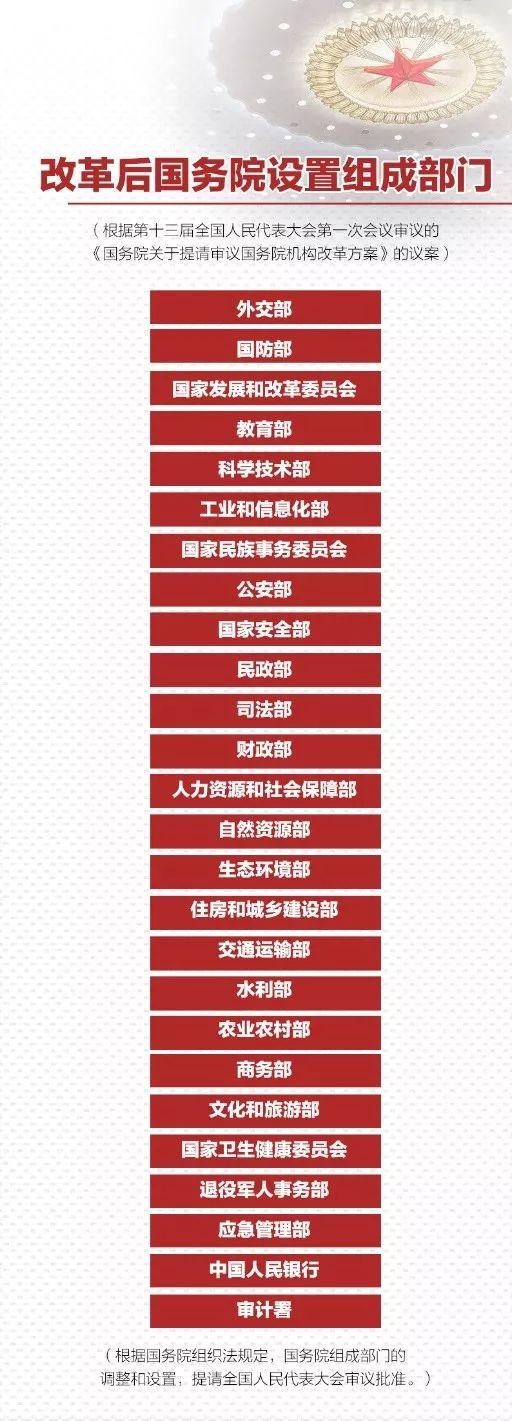 改革后国务院设置组成部门
（根据第十三届全国人民代表大会第一次会议审议的
《国务院关于提请审议国务院机构改革方案》的议案）
外交部
国防部
国家发展和改革委员会
教育部
科学技术部
工业和信息化部
国家民族事务委员会
公安部
国家安全部
民政部
司法部
财政部
人力资源和社会保障部
自然资源部
生态环境部
住房和城乡建设部
交通运输部
水利部
农业农村部
商务部
文化和旅游部
国家卫生健康委员会
退役军人事务部
应急管理部
中国人民银行
审计署
（根据国务院组织法规定，国务院组成部门的
调整和设置，提请全国人民代表大会审议批准。）